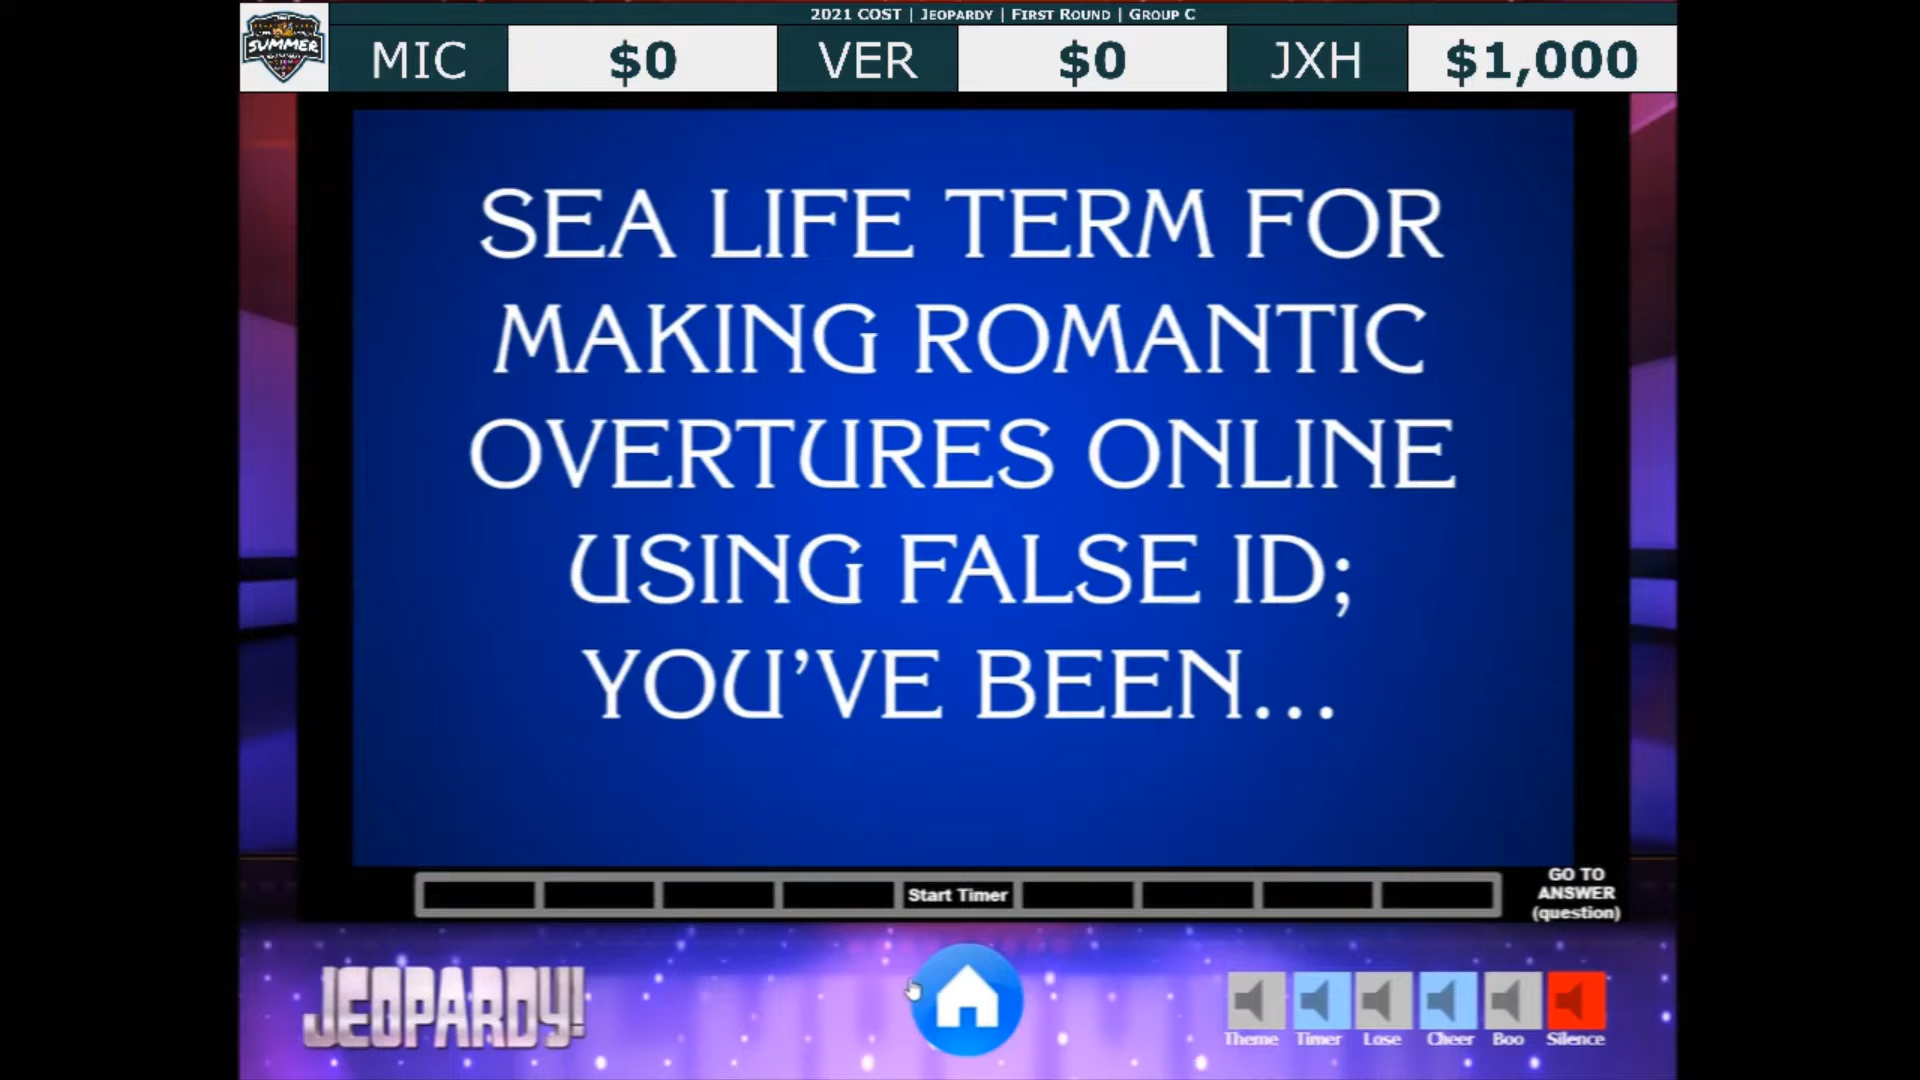 2021 COST | JEOPARDY | FIRST ROUND | GROUP C
SUMMER
MIC $0 VER $0 JXH $1,000
SEA LIFE TERM FOR
MAKING ROMANTIC
OVERTURES ONLINE
USING FALSE ID;
YOU'VE BEEN...
Start Timer
GO TO
ANSWER
(question)
JEOPARDY!
Theme Timer Lose Cheer Boo Silence